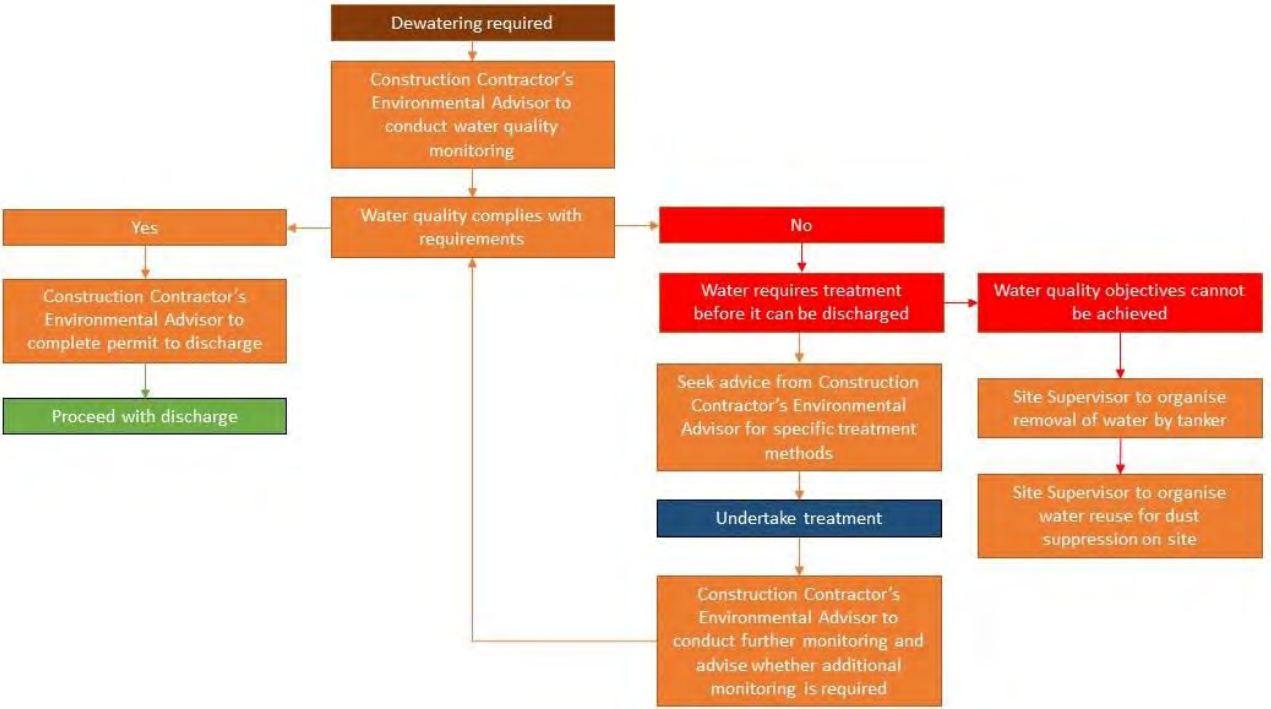 Dewatering required
Construction Contractor's
Environmental Advisor to
conduct water quality
monitoring
Water quality complies with
requirements
Yes
Construction Contractor's
Environmental Advisor to
complete permit to discharge
Proceed with discharge
No
Water requires treatment
before it can be discharged
Seek advice from Construction
Contractor's Environmental
Advisor for specific treatment
methods
Undertake treatment
Construction Contractor's
Environmental Advisor to
conduct further monitoring and
advise whether additional
monitoring is required
Water quality objectives cannot
be achieved
Site Supervisor to organise
removal of water by tanker
Site Supervisor to organise
water reuse for dust
suppression on site